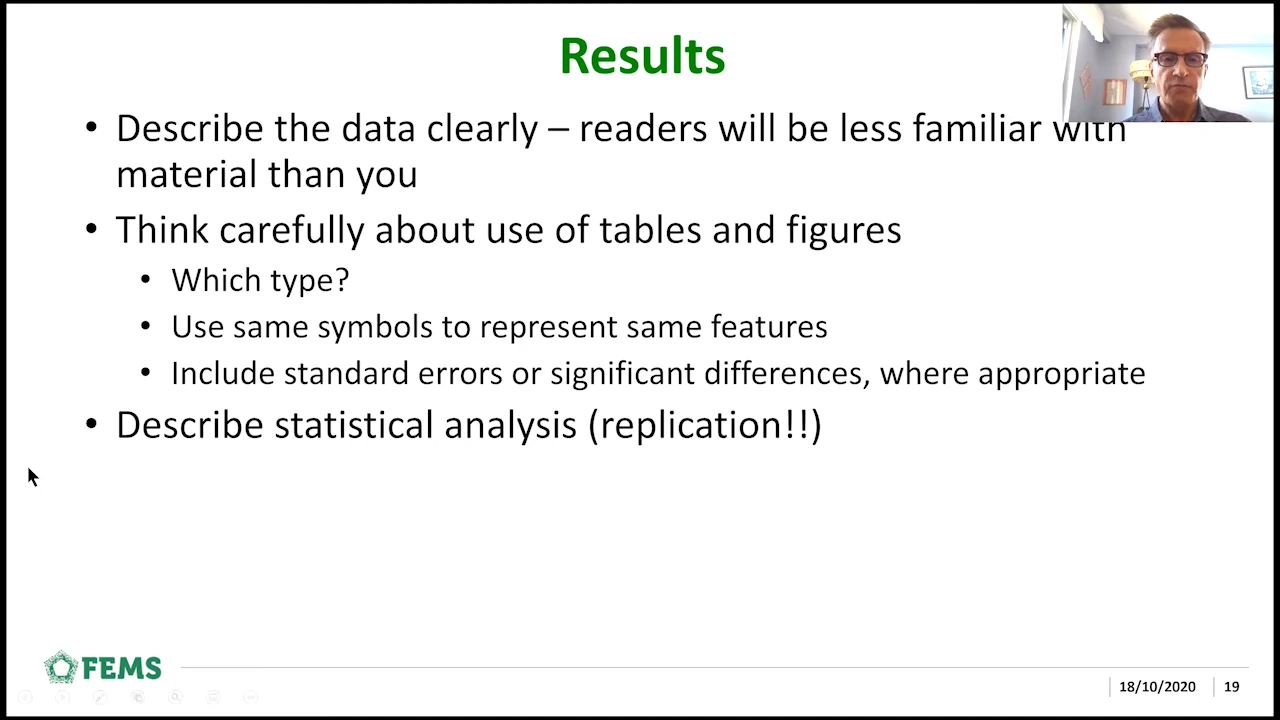 Results
• Describe the data clearly – readers will be less familiar with
material than you
• Think carefully about use of tables and figures
• Which type?
• Use same symbols to represent same features
• Include standard errors or significant differences, where appropriate
• Describe statistical analysis (replication!!)
FEMS
18/10/2020
19